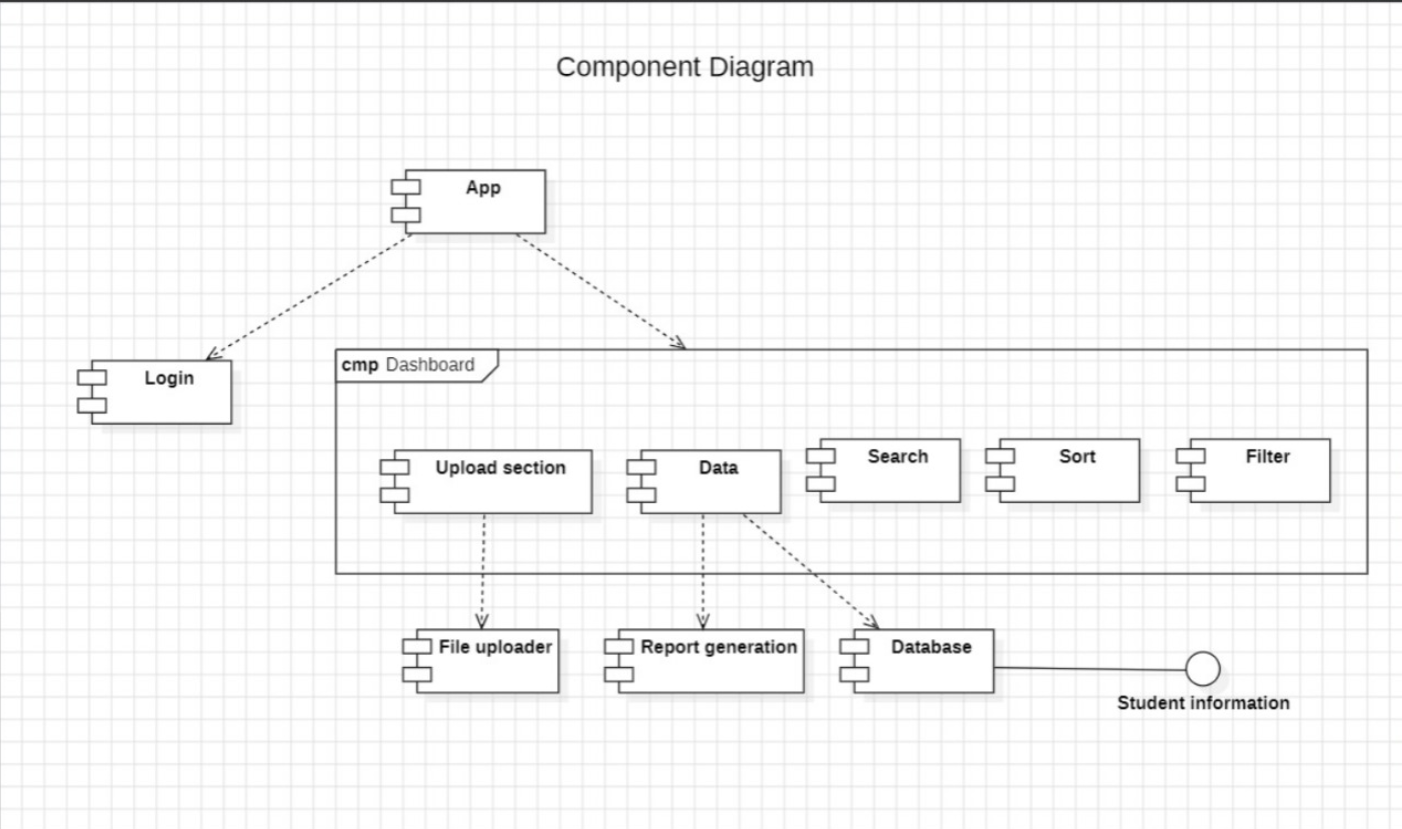 Component Diagram
App
Login
cmp Dashboard
Upload section
Data
Search
Sort
Filter
File uploader
Report generation
Database
Student information